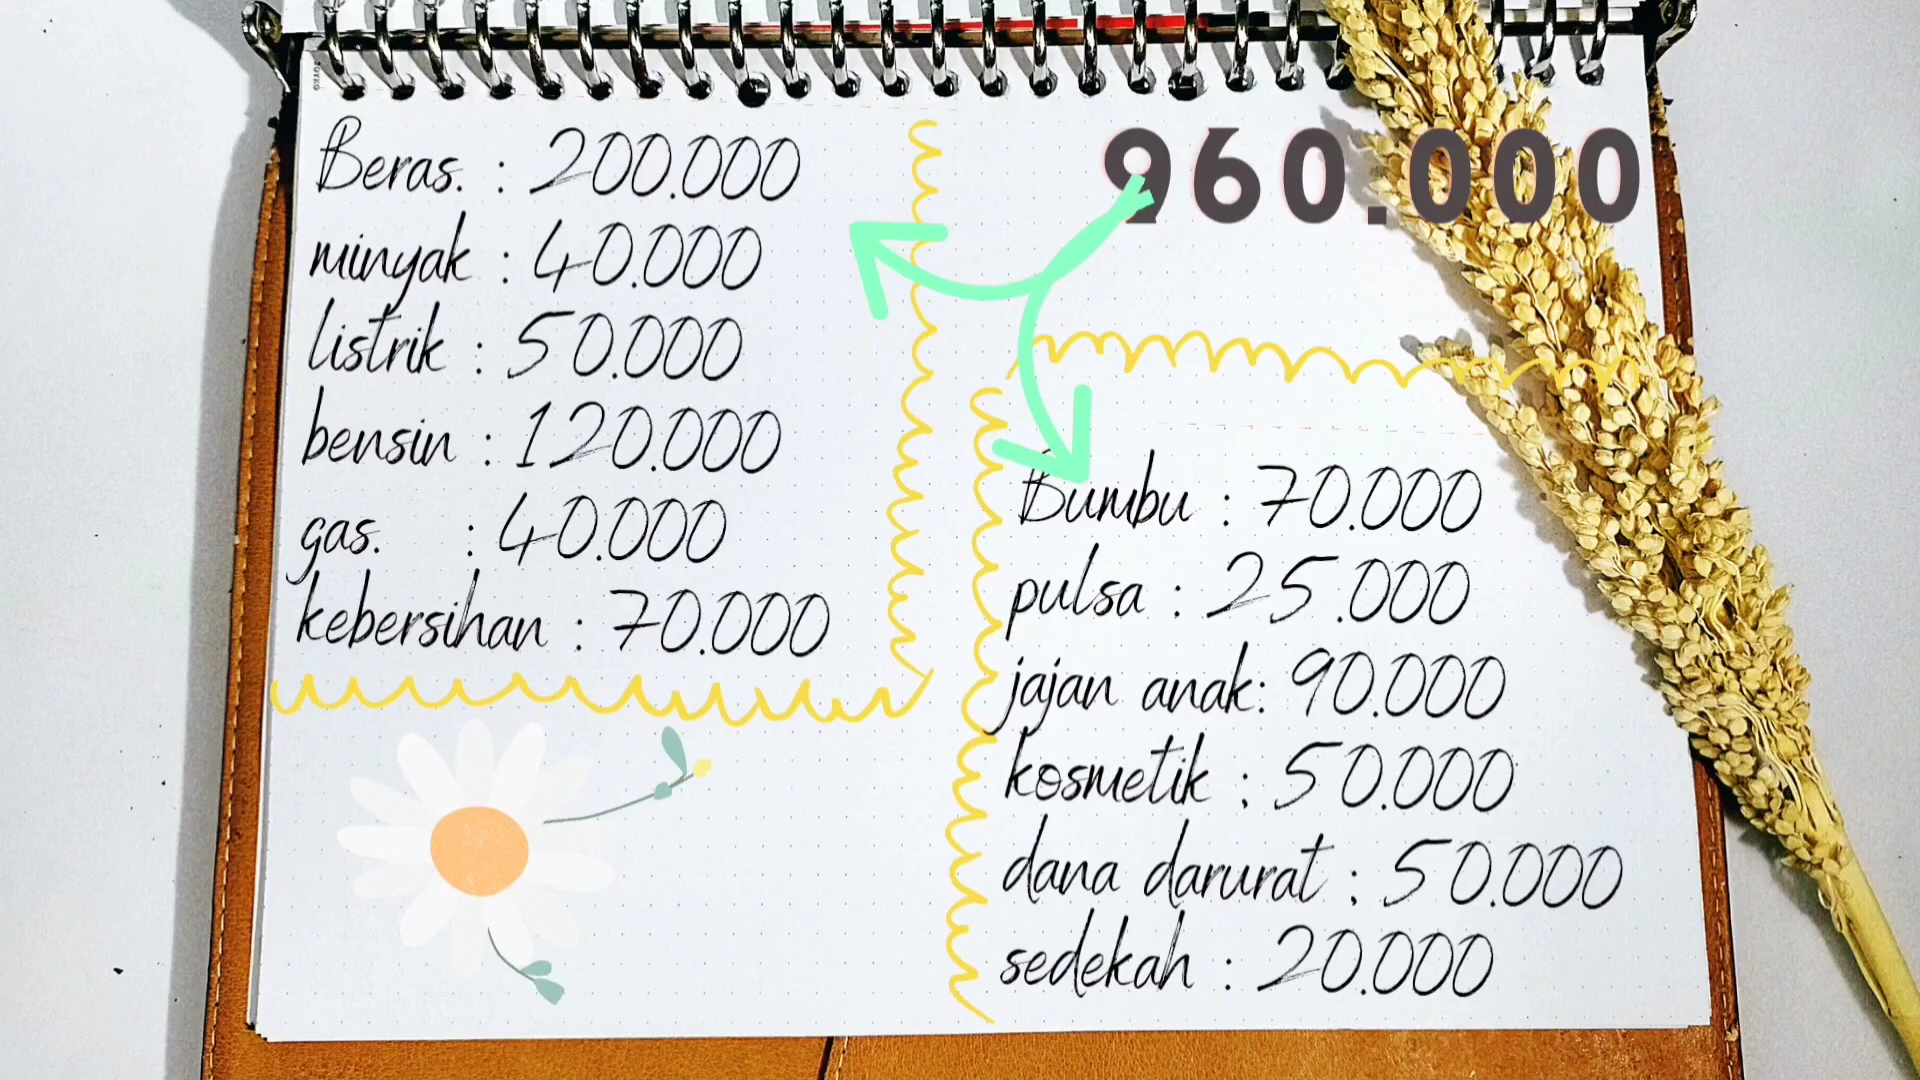 Beras. : 200.000
minyak : 40.000
listrik : 50.000
bensin : 120.000
gas. : 40.000
kebersihan : 70.000
960.000
Bumbu : 70.000
pulsa : 25.000
jajan anak: 90.000
kosmetik : 50.000
dana darurat : 50.000
sedekah : 20.000